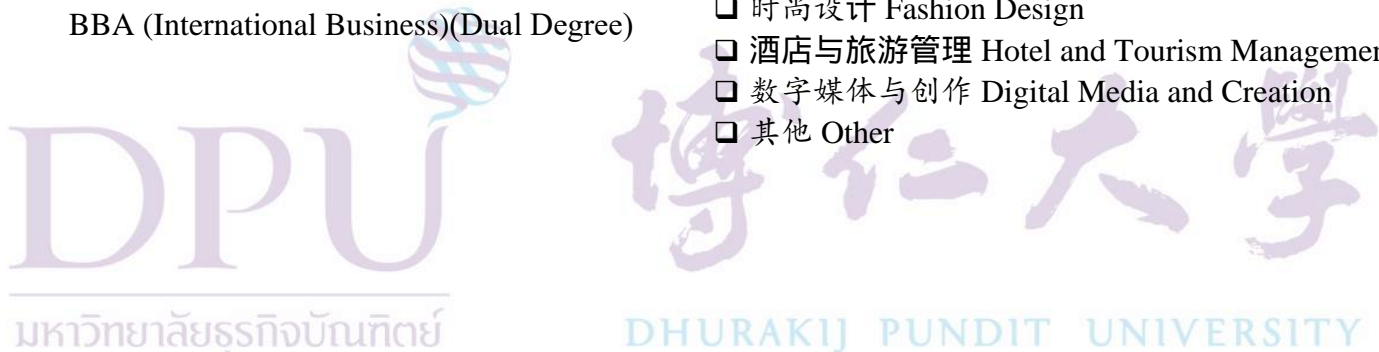 BBA (International Business)(Dual Degree)
❑ 时尚设计 Fashion Design
❑ 酒店与旅游管理 Hotel and Tourism Managemen
❑ 数字媒体与创作 Digital Media and Creation
❑ 其他 Other
DPU
博仁大学
มหาวิทยาลัยธุรกิจบัณฑิตย์
DHURAKIJ PUNDIT UNIVERSITY